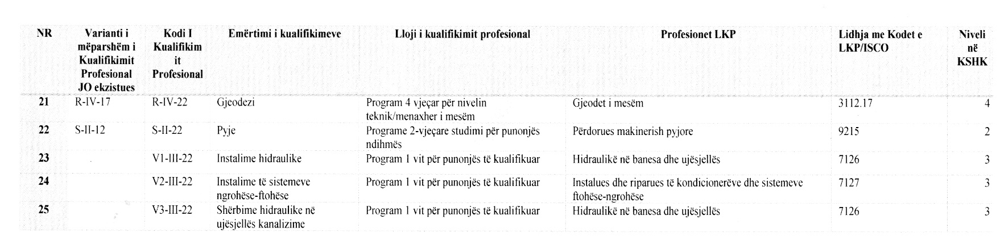 NR Varianti i mëparshëm i Kualifikimit Profesional JO ekzistues Kodi I Kualifikim it Profesional Emërtimi i kualifikimeve Lloji i kualifikimit profesional Profesionet LKP Lidhja me Kodet e LKP/ISCO Niveli në KSHK
21 R-IV-17 R-IV-22 Gjeodezi Program 4 vjeçar për nivelin teknik/menaxher i mesëm Gjeodet i mesëm 3112.17 4
22 S-II-12 S-II-22 Pyje Programe 2-vjeçare studimi për punonjës ndihmës Përdorues makinerish pyjore 9215 2
23 V1-III-22 Instalime hidraulike Program 1 vit për punonjës të kualifikuar Hidraulikë në banesa dhe ujësjellës 7126 3
24 V2-III-22 Instalime të sistemeve ngrohëse-ftohëse Program 1 vit për punonjës të kualifikuar Instalues dhe riparues të kondicionerëve dhe sistemeve ftohëse-ngrohëse 7127 3
25 V3-III-22 Shërbime hidraulike në ujësjellës kanalizime Program 1 vit për punonjës të kualifikuar Hidraulikë në banesa dhe ujësjellës 7126 3